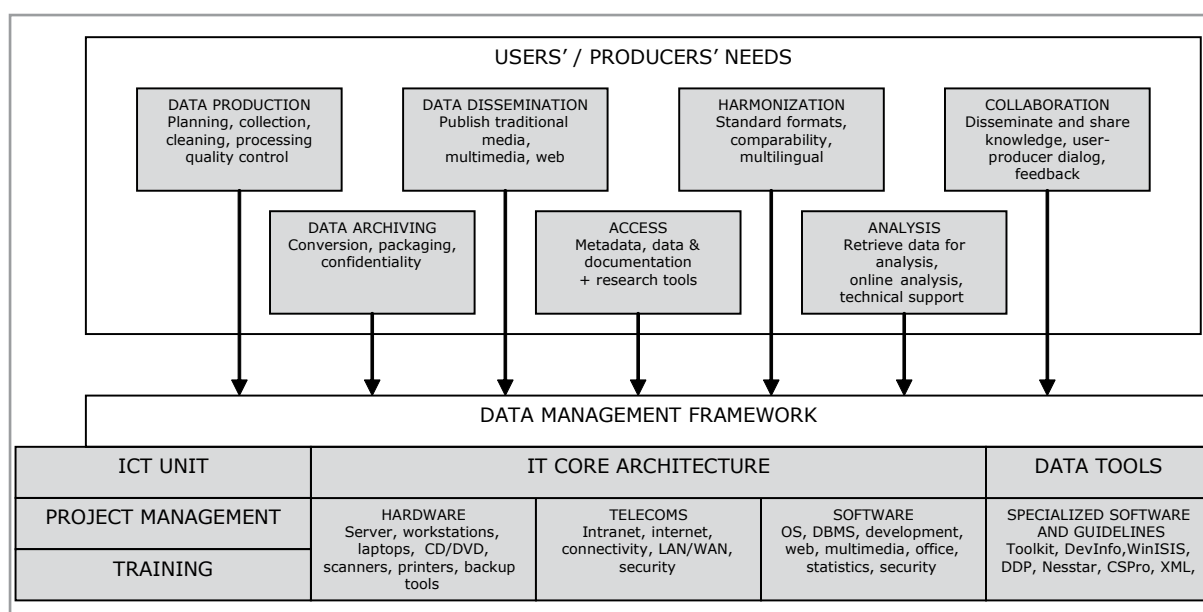 USERS’ / PRODUCERS’ NEEDS
DATA PRODUCTION
Planning, collection,
cleaning, processing
quality control
DATA DISSEMINATION
Publish traditional
media,
multimedia, web
HARMONIZATION
Standard formats,
comparability,
multilingual
COLLABORATION
Disseminate and share
knowledge, user-
producer dialog,
feedback
DATA ARCHIVING
Conversion, packaging,
confidentiality
ACCESS
Metadata, data &
documentation
+ research tools
ANALYSIS
Retrieve data for
analysis,
online analysis,
technical support
DATA MANAGEMENT FRAMEWORK
ICT UNIT
IT CORE ARCHITECTURE
DATA TOOLS
PROJECT MANAGEMENT
TRAINING
HARDWARE
Server, workstations,
laptops, CD/DVD,
scanners, printers, backup
tools
TELECOMS
Intranet, internet,
connectivity, LAN/WAN,
security
SOFTWARE
OS, DBMS, development,
web, multimedia, office,
statistics, security
SPECIALIZED SOFTWARE
AND GUIDELINES
Toolkit, DevInfo,WinISIS,
DDP, Nesstar, CSPro, XML,